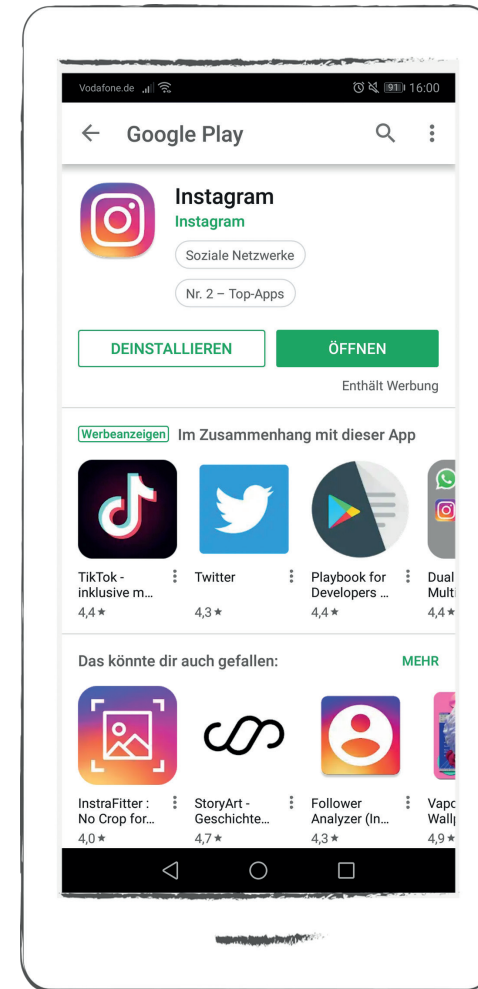 Vodafone.de 91 16:00
Google Play
Instagram
Instagram
Soziale Netzwerke
Nr. 2 – Top-Apps
DEINSTALLIEREN ÖFFNEN
Enthält Werbung
Werbeanzeigen Im Zusammenhang mit dieser App
TikTok - Twitter Playbook for Dual
inklusive m... Developers ... Multi
4,4★ 4,3★ 4,4★ 4,4★
Das könnte dir auch gefallen: MEHR
InstraFitter : StoryArt - Follower Vapo
No Crop for... Geschichte... Analyzer (In... Wallp
4,0★ 4,7★ 4,3★ 4,9★